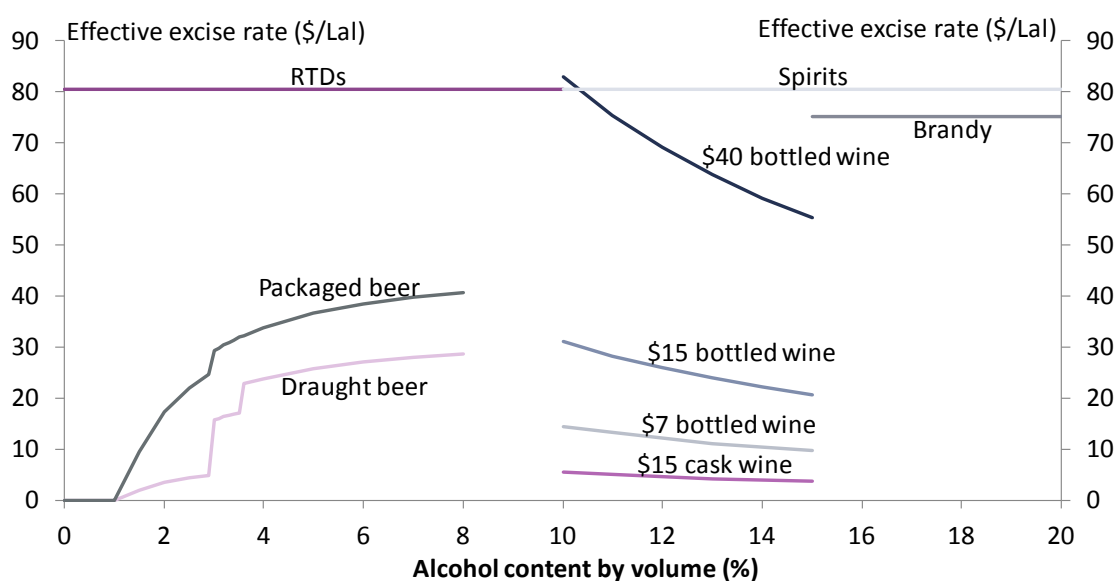 Effective excise rate ($/Lal) Effective excise rate ($/Lal)
90 90
RTDs Spirits
80 80
Brandy
70 70
$40 bottled wine
60 60
50 50
Packaged beer
40 40
30 30
$15 bottled wine
Draught beer
20 20
$7 bottled wine
10 10
$15 cask wine
0 0
0 2 4 6 8 10 12 14 16 18 20
Alcohol content by volume (%)